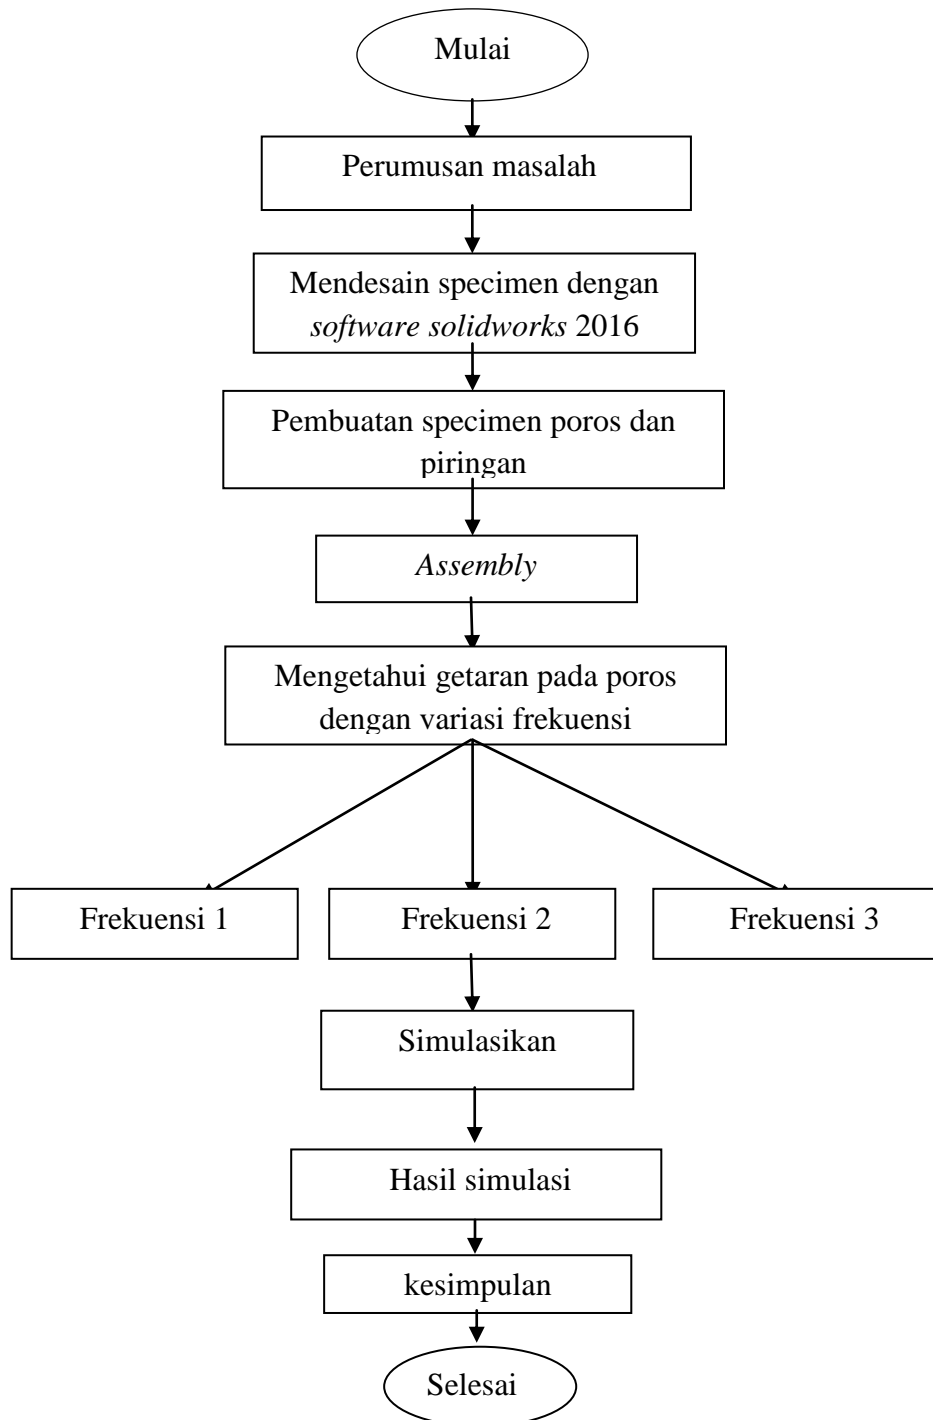 Mulai
Perumusan masalah
Mendesain specimen dengan
software solidworks 2016
Pembuatan specimen poros dan
piringan
Assembly
Mengetahui getaran pada poros
dengan variasi frekuensi
Frekuensi 1
Frekuensi 2
Frekuensi 3
Simulasikan
Hasil simulasi
kesimpulan
Selesai